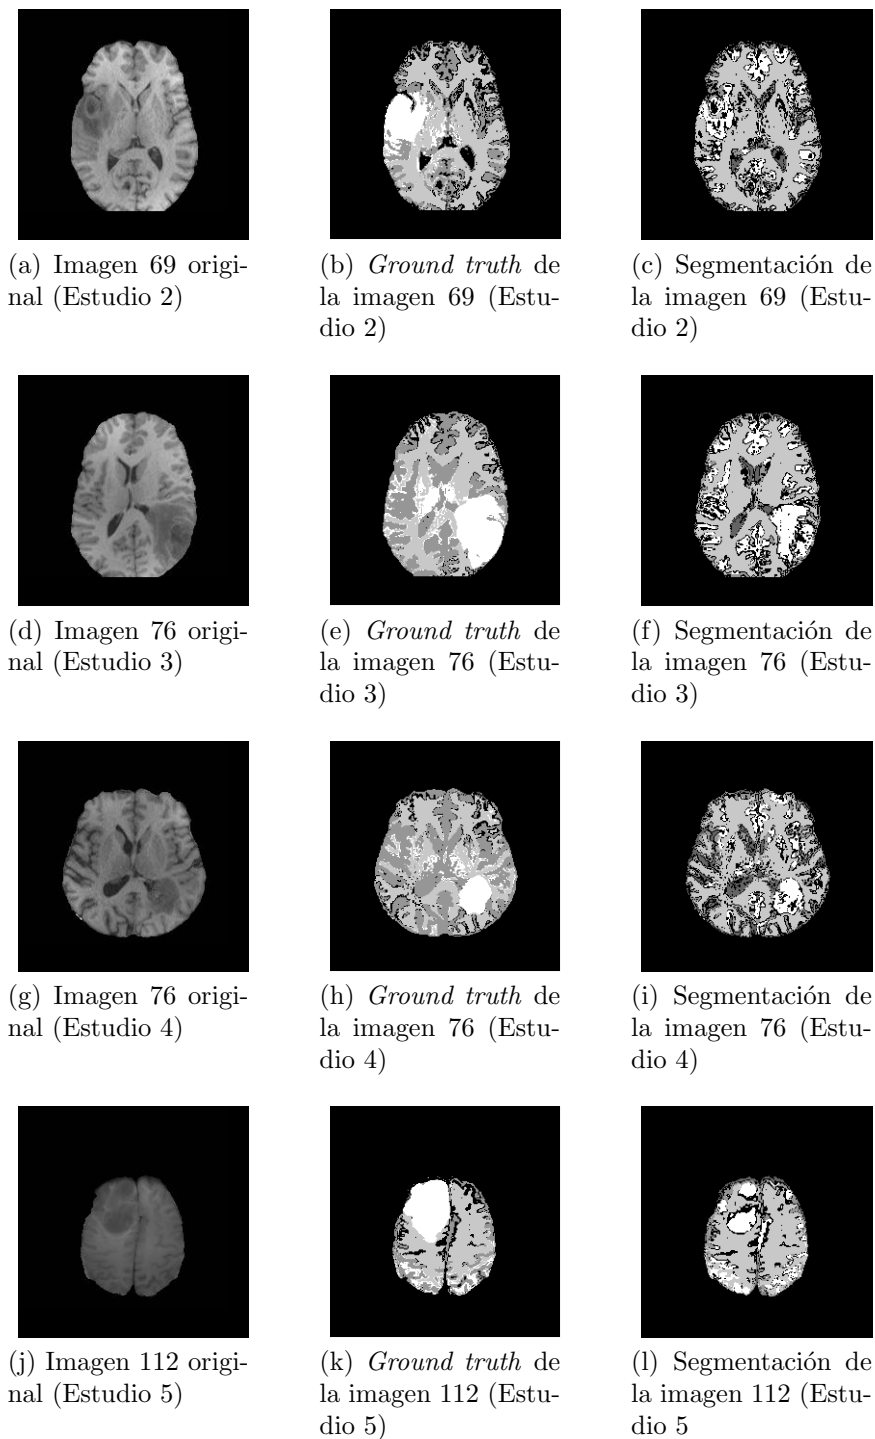 (a) Imagen 69 origi-
nal (Estudio 2)
(b) Ground truth de
la imagen 69 (Estu-
dio 2)
(c) Segmentación de
la imagen 69 (Estu-
dio 2)
(d) Imagen 76 origi-
nal (Estudio 3)
(e) Ground truth de
la imagen 76 (Estu-
dio 3)
(f) Segmentación de
la imagen 76 (Estu-
dio 3)
(g) Imagen 76 origi-
nal (Estudio 4)
(h) Ground truth de
la imagen 76 (Estu-
dio 4)
(i) Segmentación de
la imagen 76 (Estu-
dio 4)
(j) Imagen 112 origi-
nal (Estudio 5)
(k) Ground truth de
la imagen 112 (Estu-
dio 5)
(l) Segmentación de
la imagen 112 (Estu-
dio 5